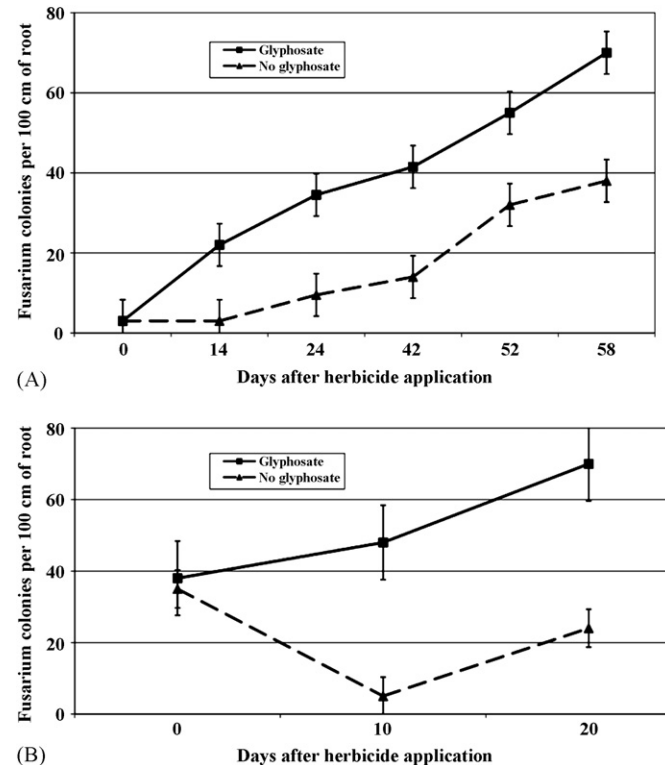 80
60
40
20
0
Fusarium colonies per 100 cm of root
Glyphosate
No glyphosate
0 14 24 42 52 58
Days after herbicide application
(A)
80
60
40
20
0
Fusarium colonies per 100 cm of root
Glyphosate
No glyphosate
0 10 20
Days after herbicide application
(B)